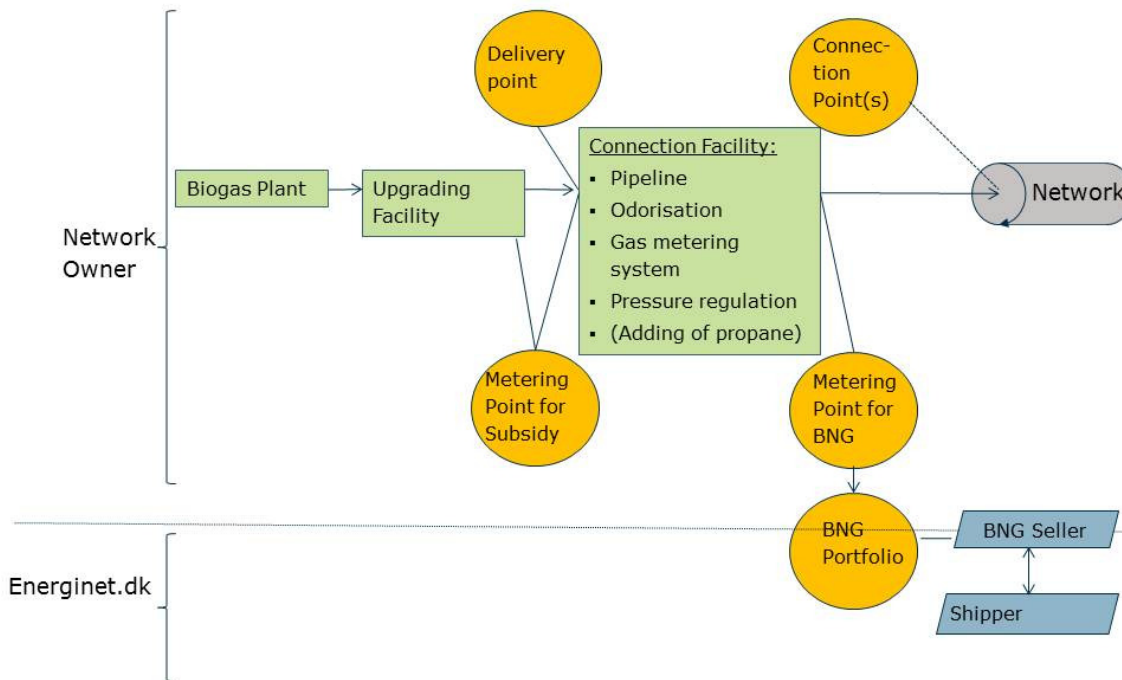 Delivery
point
Connec-
tion
Point(s)
Connection Facility:
▪ Pipeline
▪ Odorisation
▪ Gas metering
system
▪ Pressure regulation
▪ (Adding of propane)
Biogas Plant
Upgrading
Facility
Network
Network
Owner
Metering
Point for
Subsidy
Metering
Point for
BNG
BNG
Portfolio
BNG Seller
Energinet.dk
Shipper